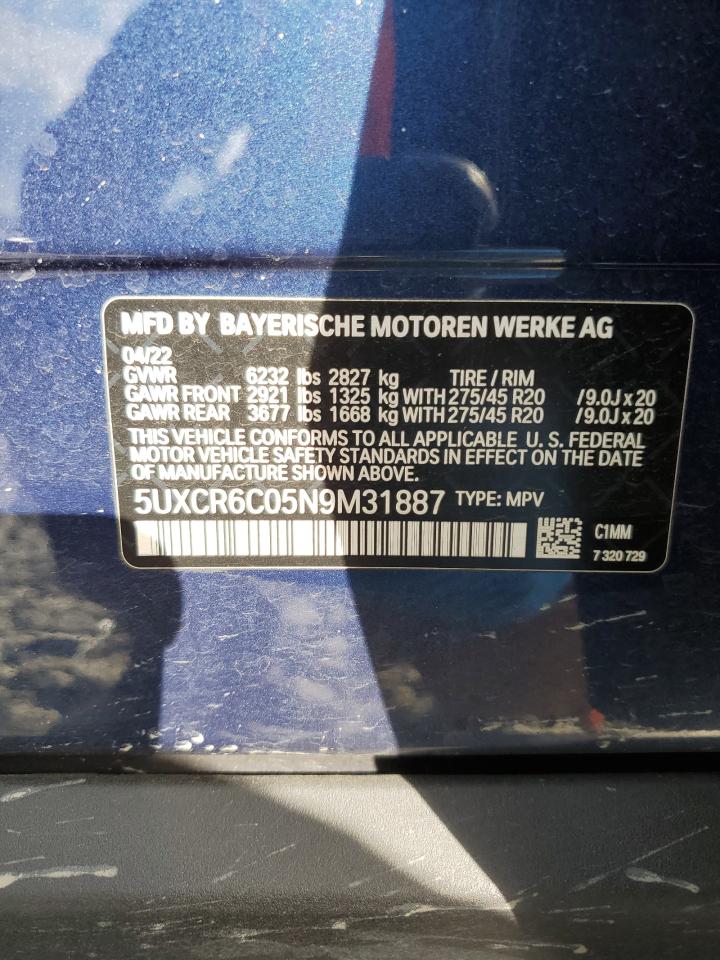 MFD BY BAYERISCHE MOTOREN WERKE AG
04/22
GVWR 6232 lbs 2827 kg TIRE / RIM
GAWR FRONT 2921 lbs 1325 kg WITH 275/45 R20 / 9.0J x 20
GAWR REAR 3677 lbs 1668 kg WITH 275/45 R20 / 9.0J x 20
THIS VEHICLE CONFORMS TO ALL APPLICABLE U. S. FEDERAL
MOTOR VEHICLE SAFETY STANDARDS IN EFFECT ON THE DATE
OF MANUFACTURE SHOWN ABOVE.
5UXCR6C05N9M31887 TYPE: MPV
C1MM
7 320 729